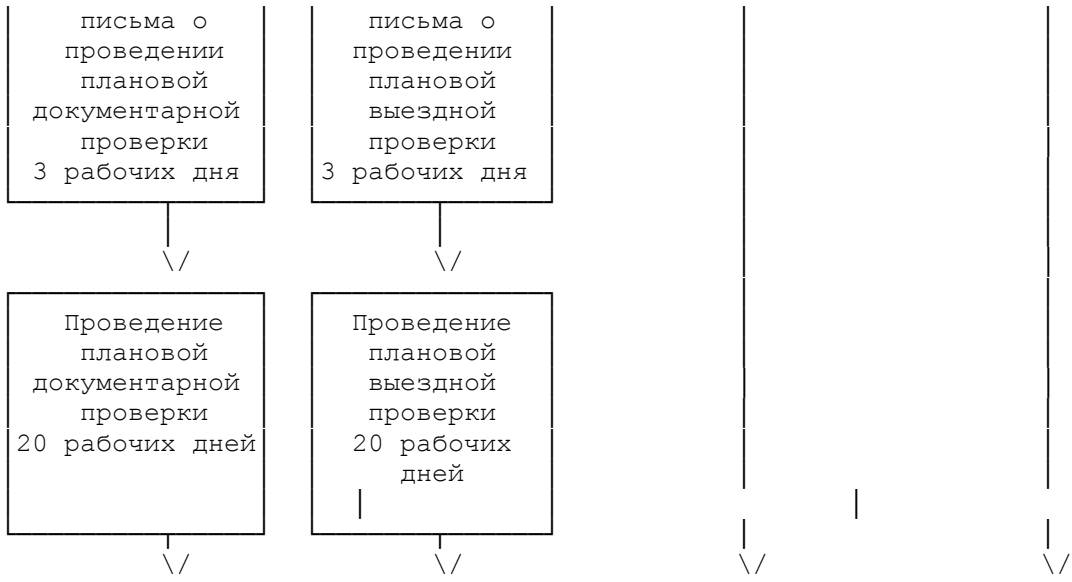 письма о
проведении
плановой
документарной
проверки
3 рабочих дня
письма о
проведении
плановой
выездной
проверки
3 рабочих дня
Проведение
плановой
документарной
проверки
20 рабочих дней
Проведение
плановой
выездной
проверки
20 рабочих
дней